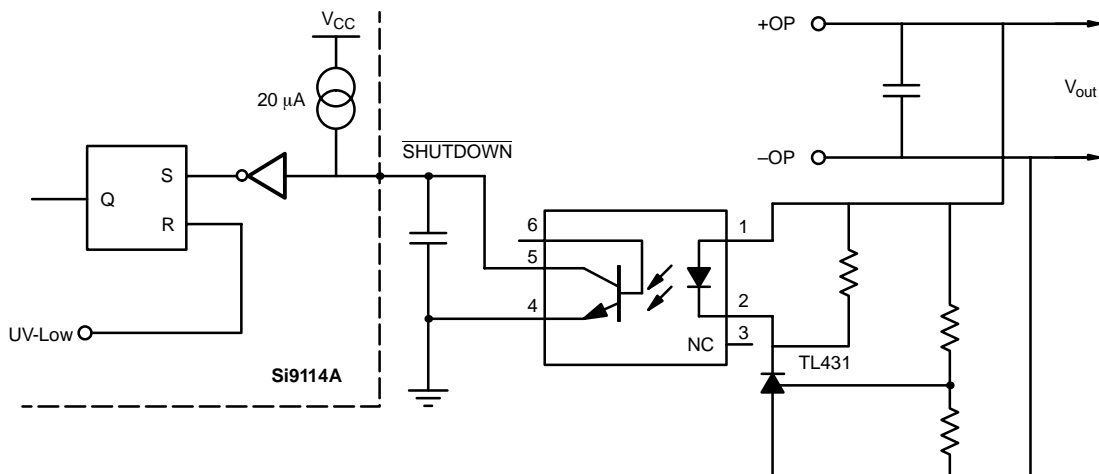 V_CC
+OP
20 μA
V_out
SHUTDOWN
–OP
S
Q
R
6
1
5
4
2
3
NC
TL431
UV-Low
Si9114A